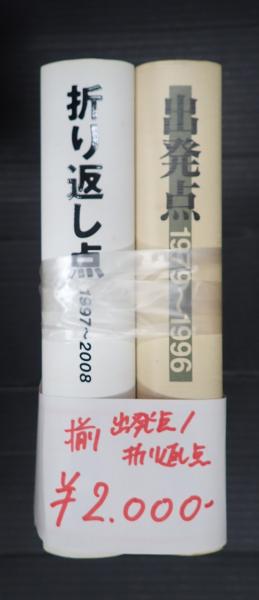 折り返し点 1997~2008
出発点 1979~1996
揃 出発点/
折り返し点
¥2.000-